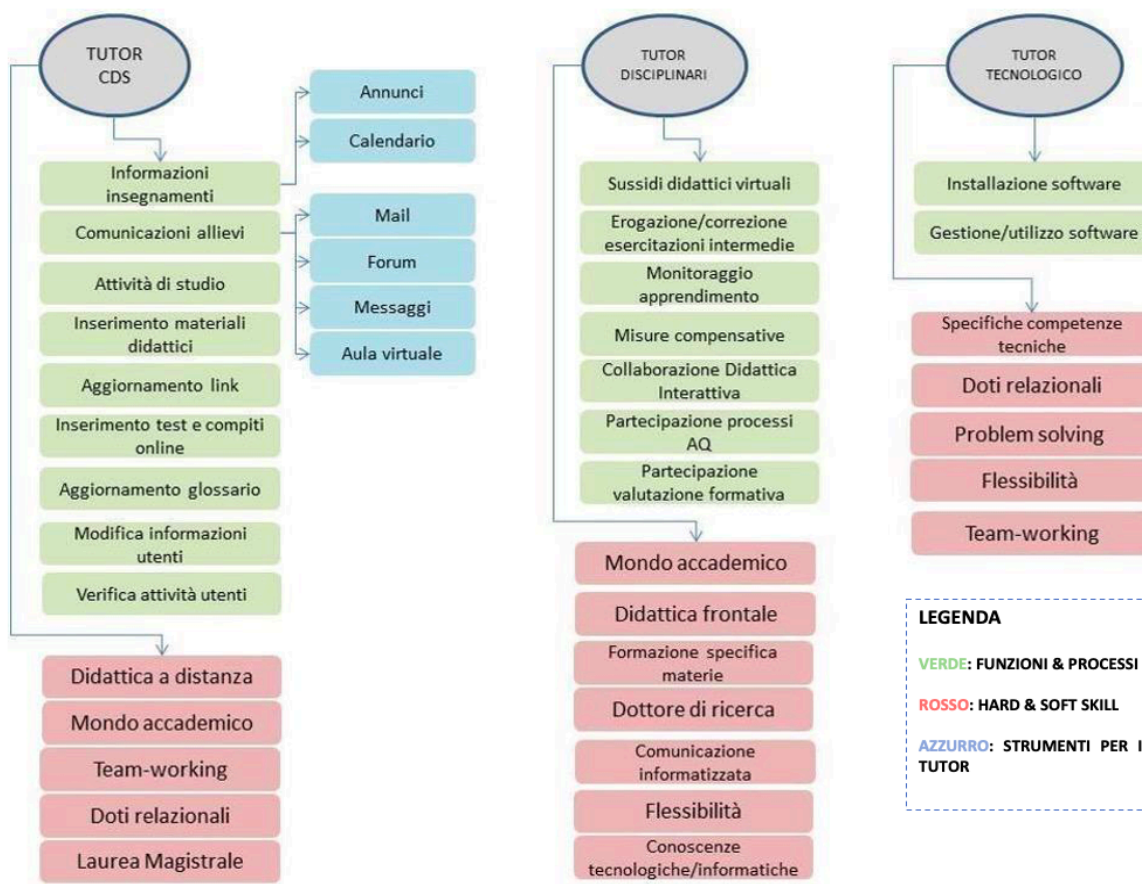 TUTOR
CDS
Annunci
Calendario
Informazioni
insegnamenti
Comunicazioni allievi
Mail
Forum
Messaggi
Aula virtuale
Attività di studio
Inserimento materiali
didattici
Aggiornamento link
Inserimento test e compiti
online
Aggiornamento glossario
Modifica informazioni
utenti
Verifica attività utenti
Didattica a distanza
Mondo accademico
Team-working
Doti relazionali
Laurea Magistrale
TUTOR
DISCIPLINARI
Sussidi didattici virtuali
Erogazione/correzione
esercitazioni intermedie
Monitoraggio
apprendimento
Misure compensative
Collaborazione Didattica
Interattiva
Partecipazione processi
AQ
Partecipazione
valutazione formativa
Mondo accademico
Didattica frontale
Formazione specifica
materie
Dottore di ricerca
Comunicazione
informatizzata
Flessibilità
Conoscenze
tecnologiche/informatiche
TUTOR
TECNOLOGICO
Installazione software
Gestione/utilizzo software
Specifiche competenze
tecniche
Doti relazionali
Problem solving
Flessibilità
Team-working
LEGENDA
VERDE: FUNZIONI & PROCESSI
ROSSO: HARD & SOFT SKILL
AZZURRO: STRUMENTI PER
TUTOR